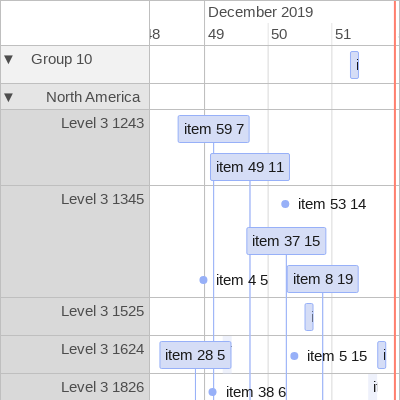 December 2019
48 49 50 51
▼ Group 10
i
▼ North America
Level 3 1243
item 59 7
item 49 11
Level 3 1345
item 53 14
item 37 15
item 4 5
item 8 19
Level 3 1525
i
Level 3 1624
item 28 5
item 5 15
i
Level 3 1826
item 38 6